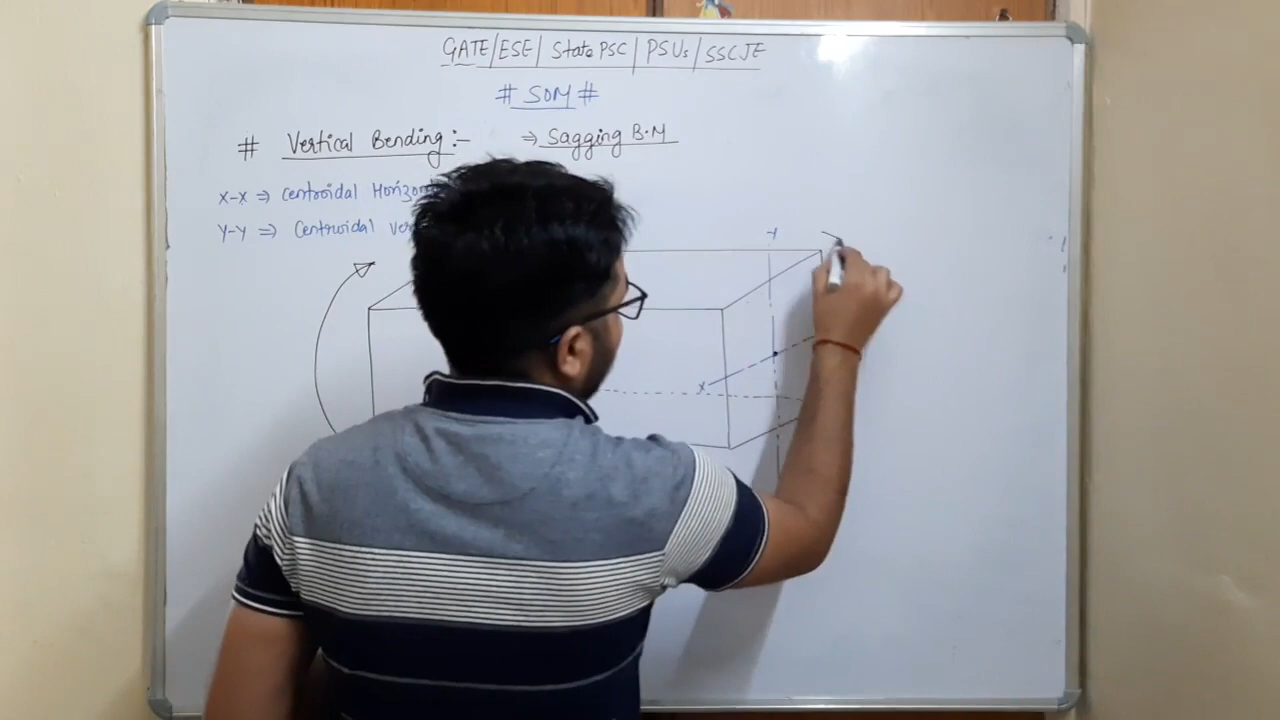 GATE/ESE/ State PSC/ PSUs/ SSCJE
# SOM #
# Vertical Bending:- ⇒ Sagging B.M
X-X ⇒ Centroidal
Y-Y ⇒ Centroidal
Y
X